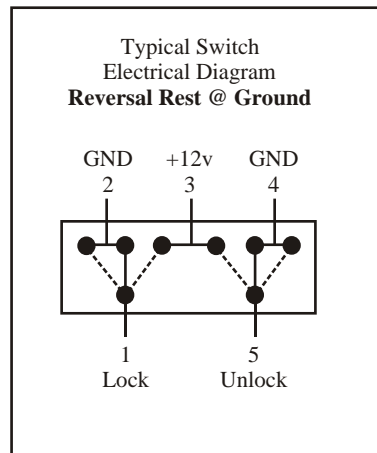 Typical Switch
Electrical Diagram
Reversal Rest @ Ground
GND +12v GND
2 3 4
1 5
Lock Unlock